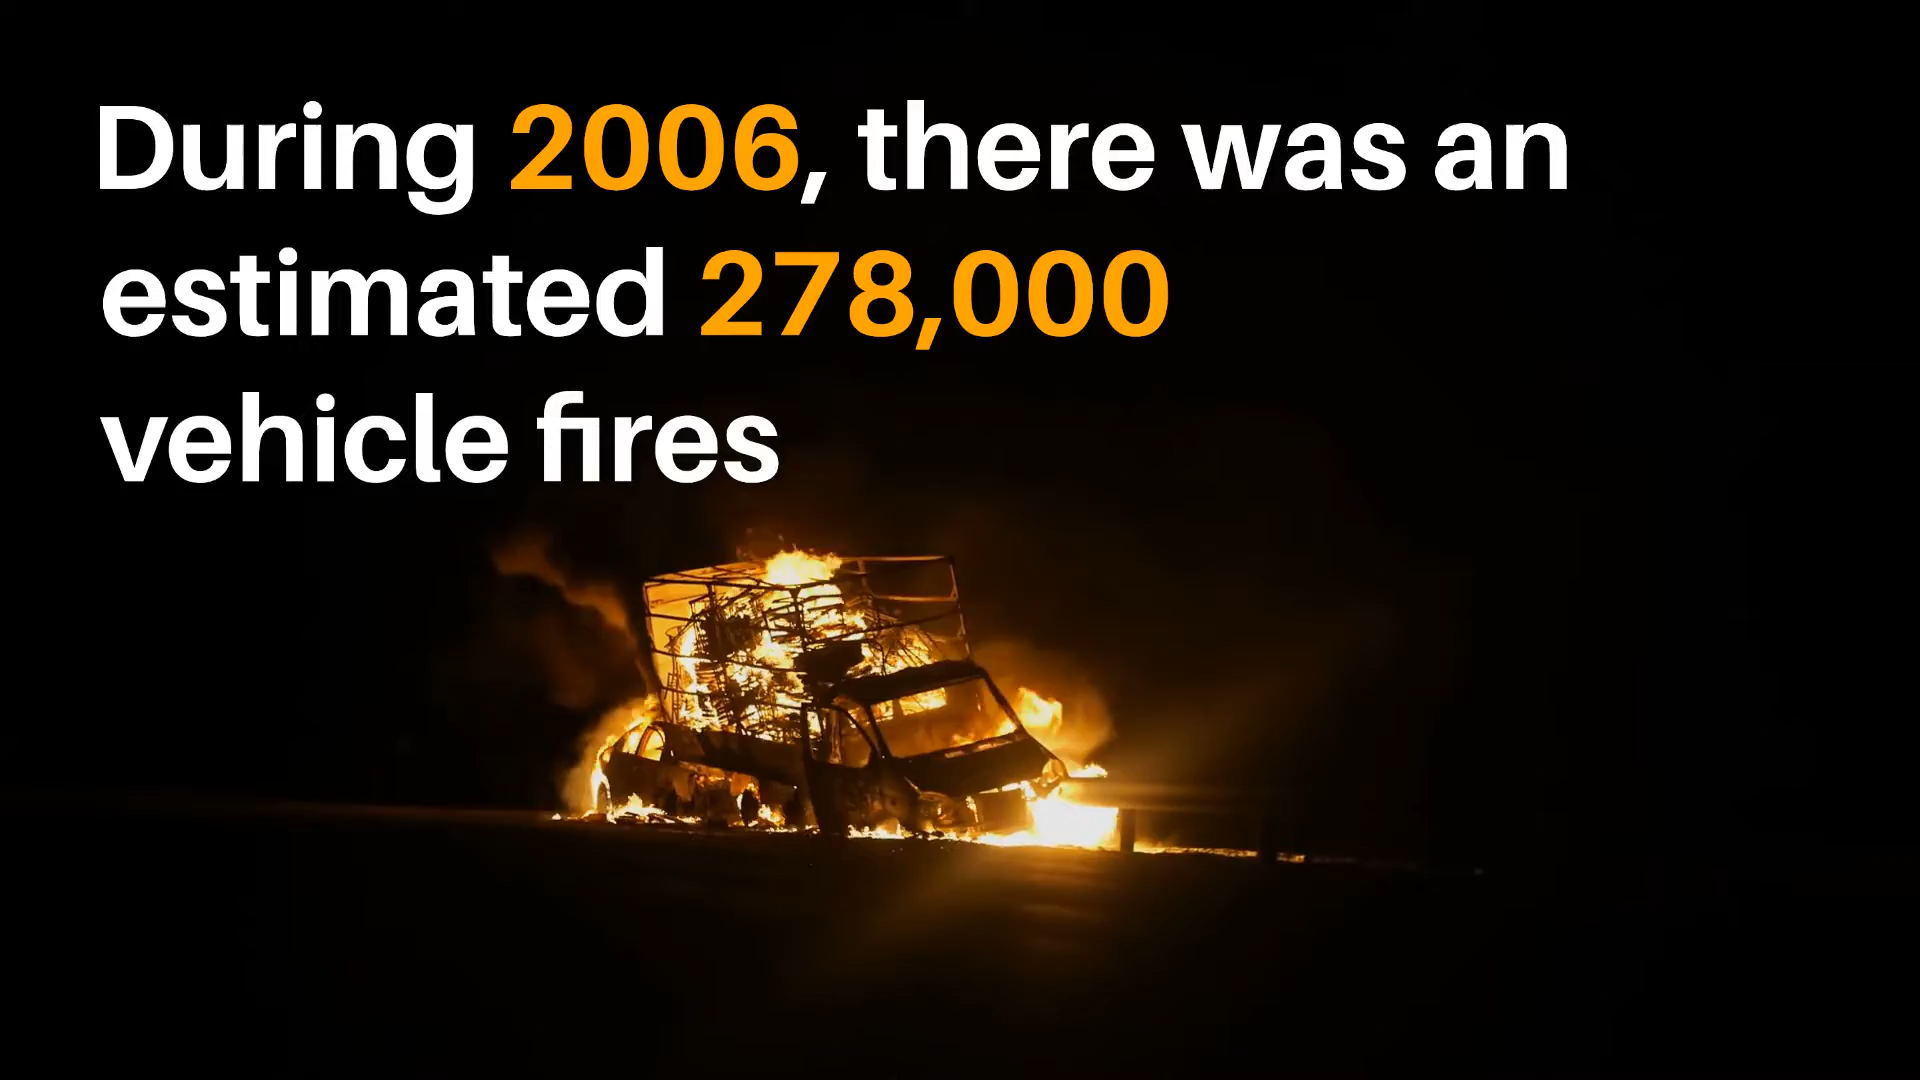 During 2006, there was an
estimated 278,000
vehicle fires